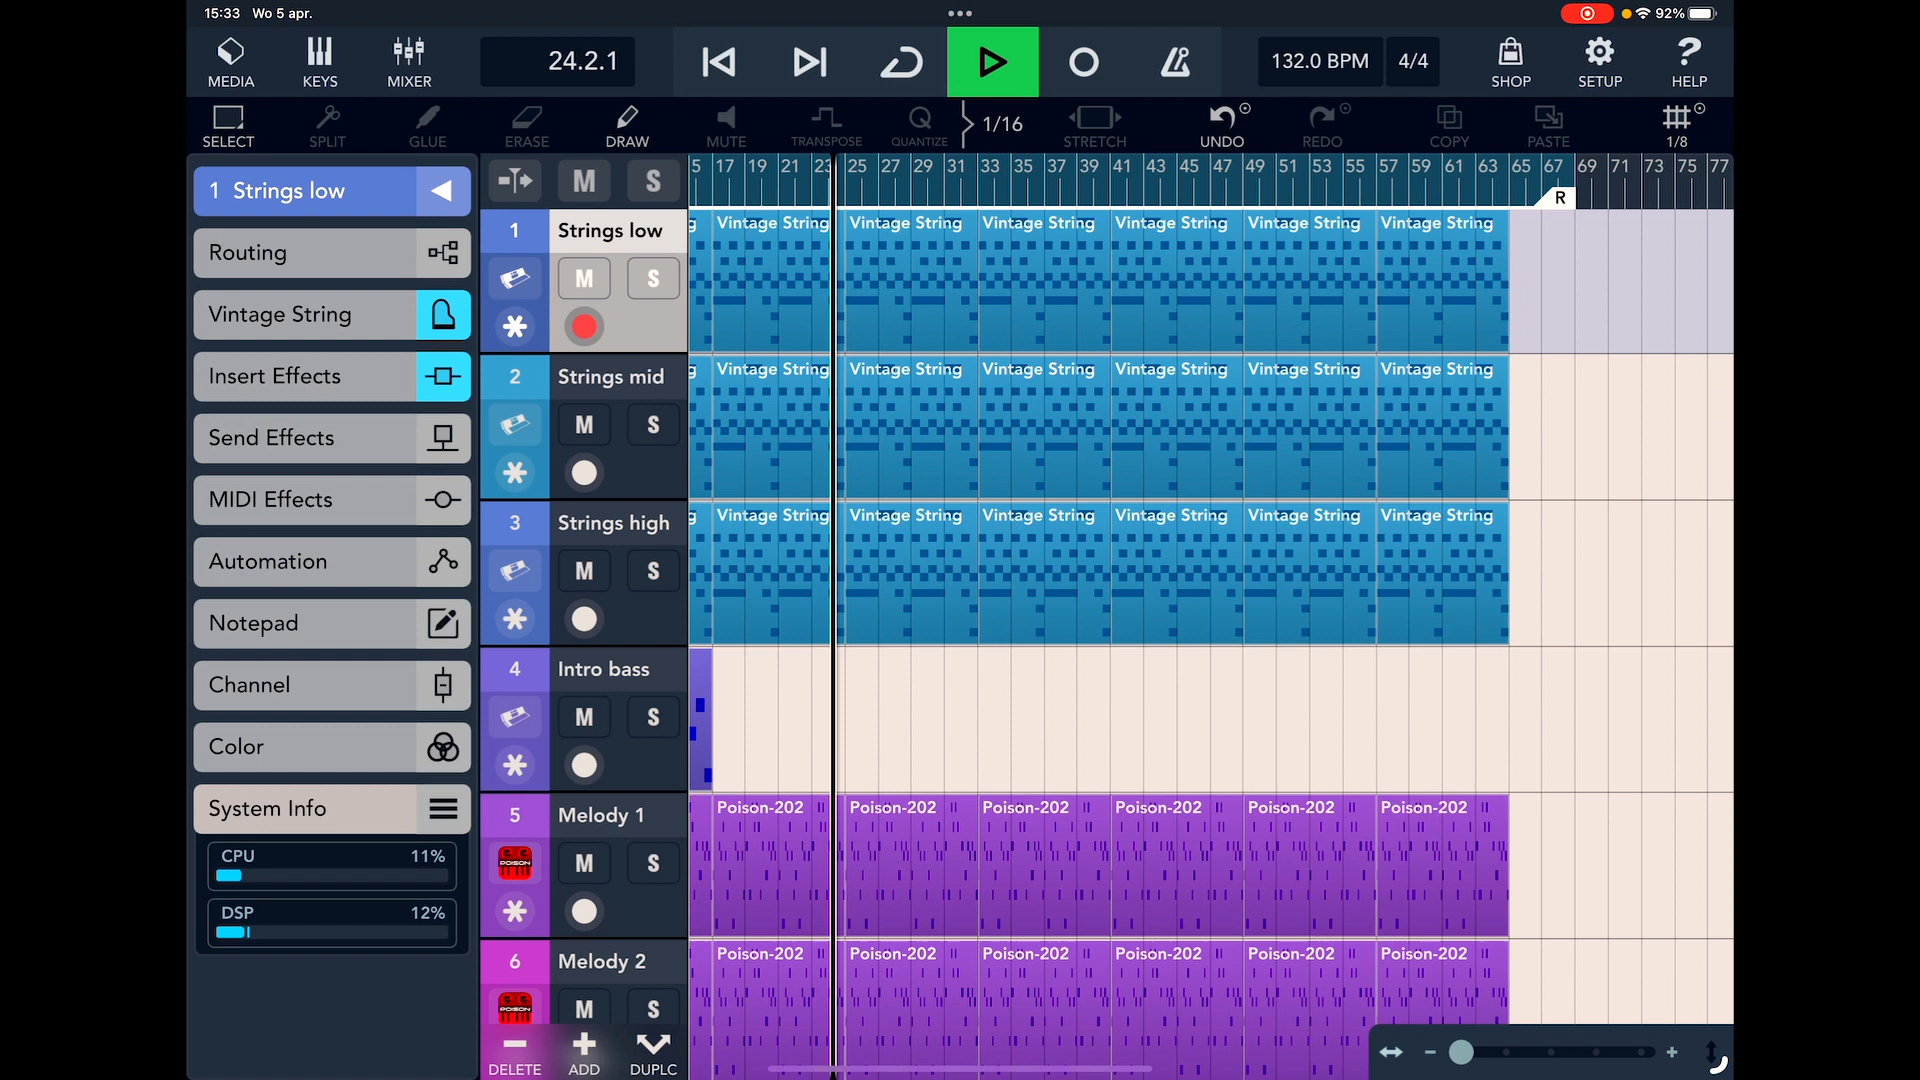 15:33 Wo 5 apr.
92%
MEDIA KEYS MIXER 24.2.1 132.0 BPM 4/4 SHOP SETUP HELP
SELECT SPLIT GLUE ERASE DRAW MUTE TRANSPOSE QUANTIZE 1/16 STRETCH UNDO REDO COPY PASTE 1/8
1 Strings low
Routing
Vintage String
Insert Effects
Send Effects
MIDI Effects
Automation
Notepad
Channel
Color
System Info
CPU 11%
DSP 12%
M S
5 17 19 21 23 25 27 29 31 33 35 37 39 41 43 45 47 49 51 53 55 57 59 61 63 65 67 69 71 73 75 77
R
1 Strings low
M S
g Vintage String Vintage String Vintage String Vintage String Vintage String Vintage String
2 Strings mid
M S
g Vintage String Vintage String Vintage String Vintage String Vintage String Vintage String
3 Strings high
M S
g Vintage String Vintage String Vintage String Vintage String Vintage String Vintage String
4 Intro bass
M S
5 Melody 1
POISON M S
Poison-202 Poison-202 Poison-202 Poison-202 Poison-202 Poison-202
6 Melody 2
POISON M S
Poison-202 Poison-202 Poison-202 Poison-202 Poison-202 Poison-202
DELETE ADD DUPLC